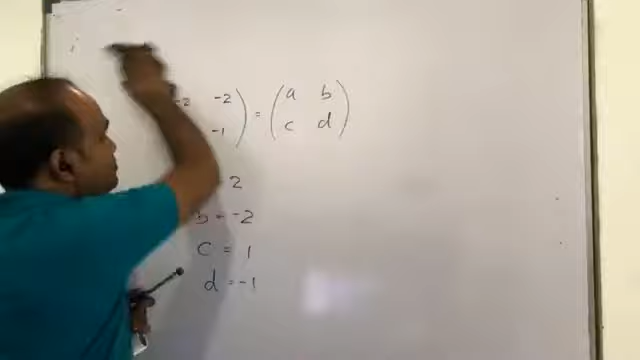 -2 -2 = ( a b
-1 ) ( c d )
2
b = -2
c = 1
d = -1